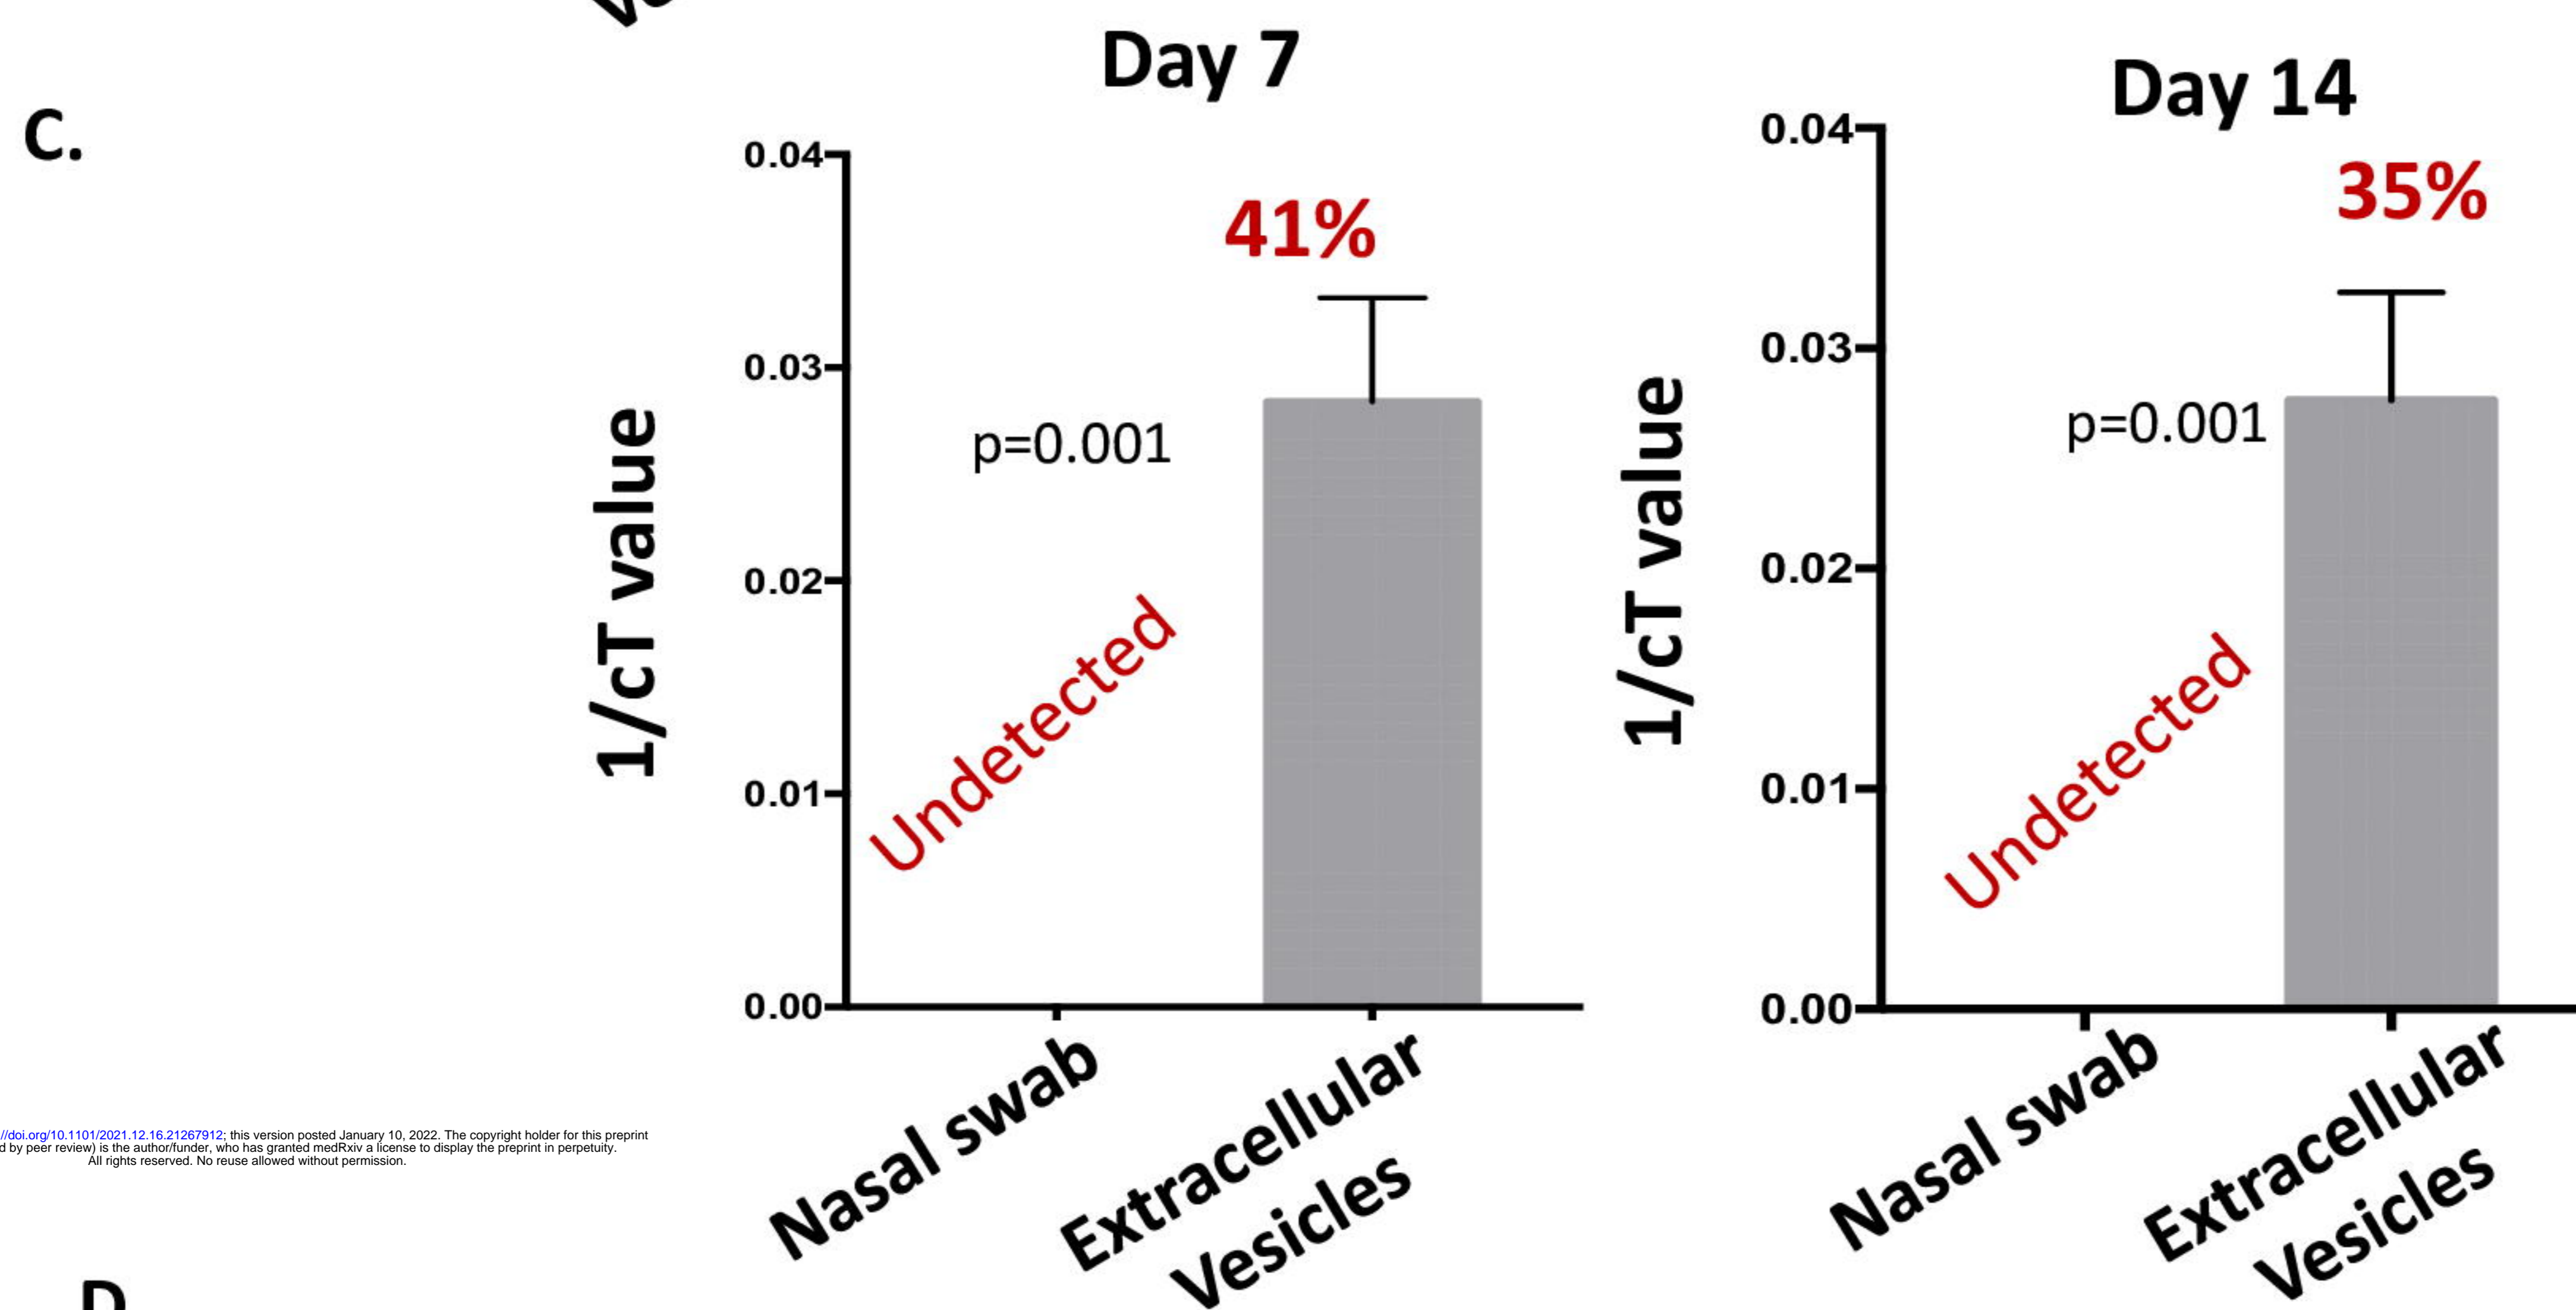 C.
Day 7
0.04
41%
0.03
p=0.001
0.02
Undetected
0.01
0.00
1/cT value
Nasal swab
Extracellular
Vesicles
Day 14
0.04
35%
0.03
p=0.001
0.02
Undetected
0.01
0.00
1/cT value
Nasal swab
Extracellular
Vesicles
//doi.org/10.1101/2021.12.16.21267912; this version posted January 10, 2022. The copyright holder for this preprint
by peer review) is the author/funder, who has granted medRxiv a license to display the preprint in perpetuity.
All rights reserved. No reuse allowed without permission.